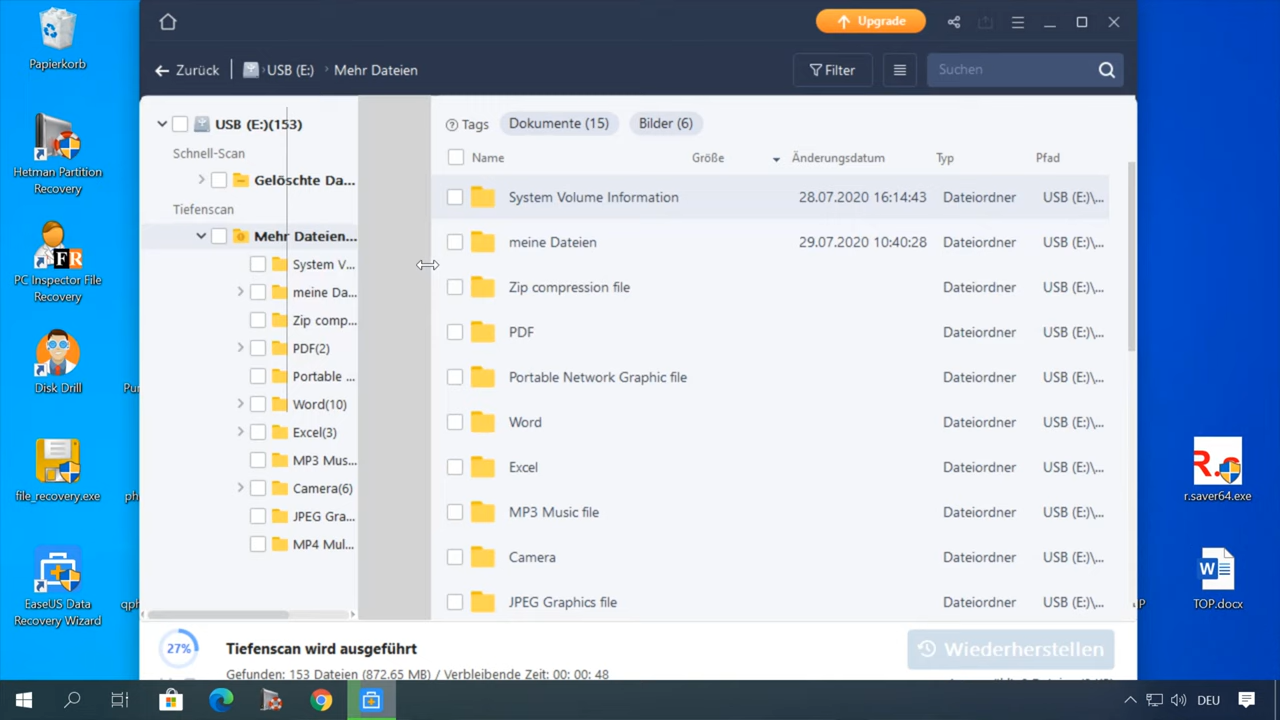 Papierkorb
Hetman Partition
Recovery
PC Inspector File
Recovery
FR
Disk Drill
file_recovery.exe
EaseUS Data
Recovery Wizard
Upgrade
Zurück
USB (E:)
Mehr Dateien
Filter
Suchen
USB (E:)(153)
Schnell-Scan
Gelöschte Da...
Tiefenscan
Mehr Dateien...
System V...
meine Da...
Zip comp...
PDF(2)
Portable ...
Word(10)
Excel(3)
MP3 Mus...
Camera(6)
JPEG Gra...
MP4 Mul...
Tags Dokumente (15) Bilder (6)
Name Größe Änderungsdatum Typ Pfad
System Volume Information 28.07.2020 16:14:43 Dateiordner USB (E:)\...
meine Dateien 29.07.2020 10:40:28 Dateiordner USB (E:)\...
Zip compression file Dateiordner USB (E:)\...
PDF Dateiordner USB (E:)\...
Portable Network Graphic file Dateiordner USB (E:)\...
Word Dateiordner USB (E:)\...
Excel Dateiordner USB (E:)\...
MP3 Music file Dateiordner USB (E:)\...
Camera Dateiordner USB (E:)\...
JPEG Graphics file Dateiordner USB (E:)\...
27%
Tiefenscan wird ausgeführt
Gefunden: 153 Dateien (872.65 MB) / Verbleibende Zeit: 00: 00: 48
Wiederherstellen
R.s
r.saver64.exe
W
TOP.docx
DEU